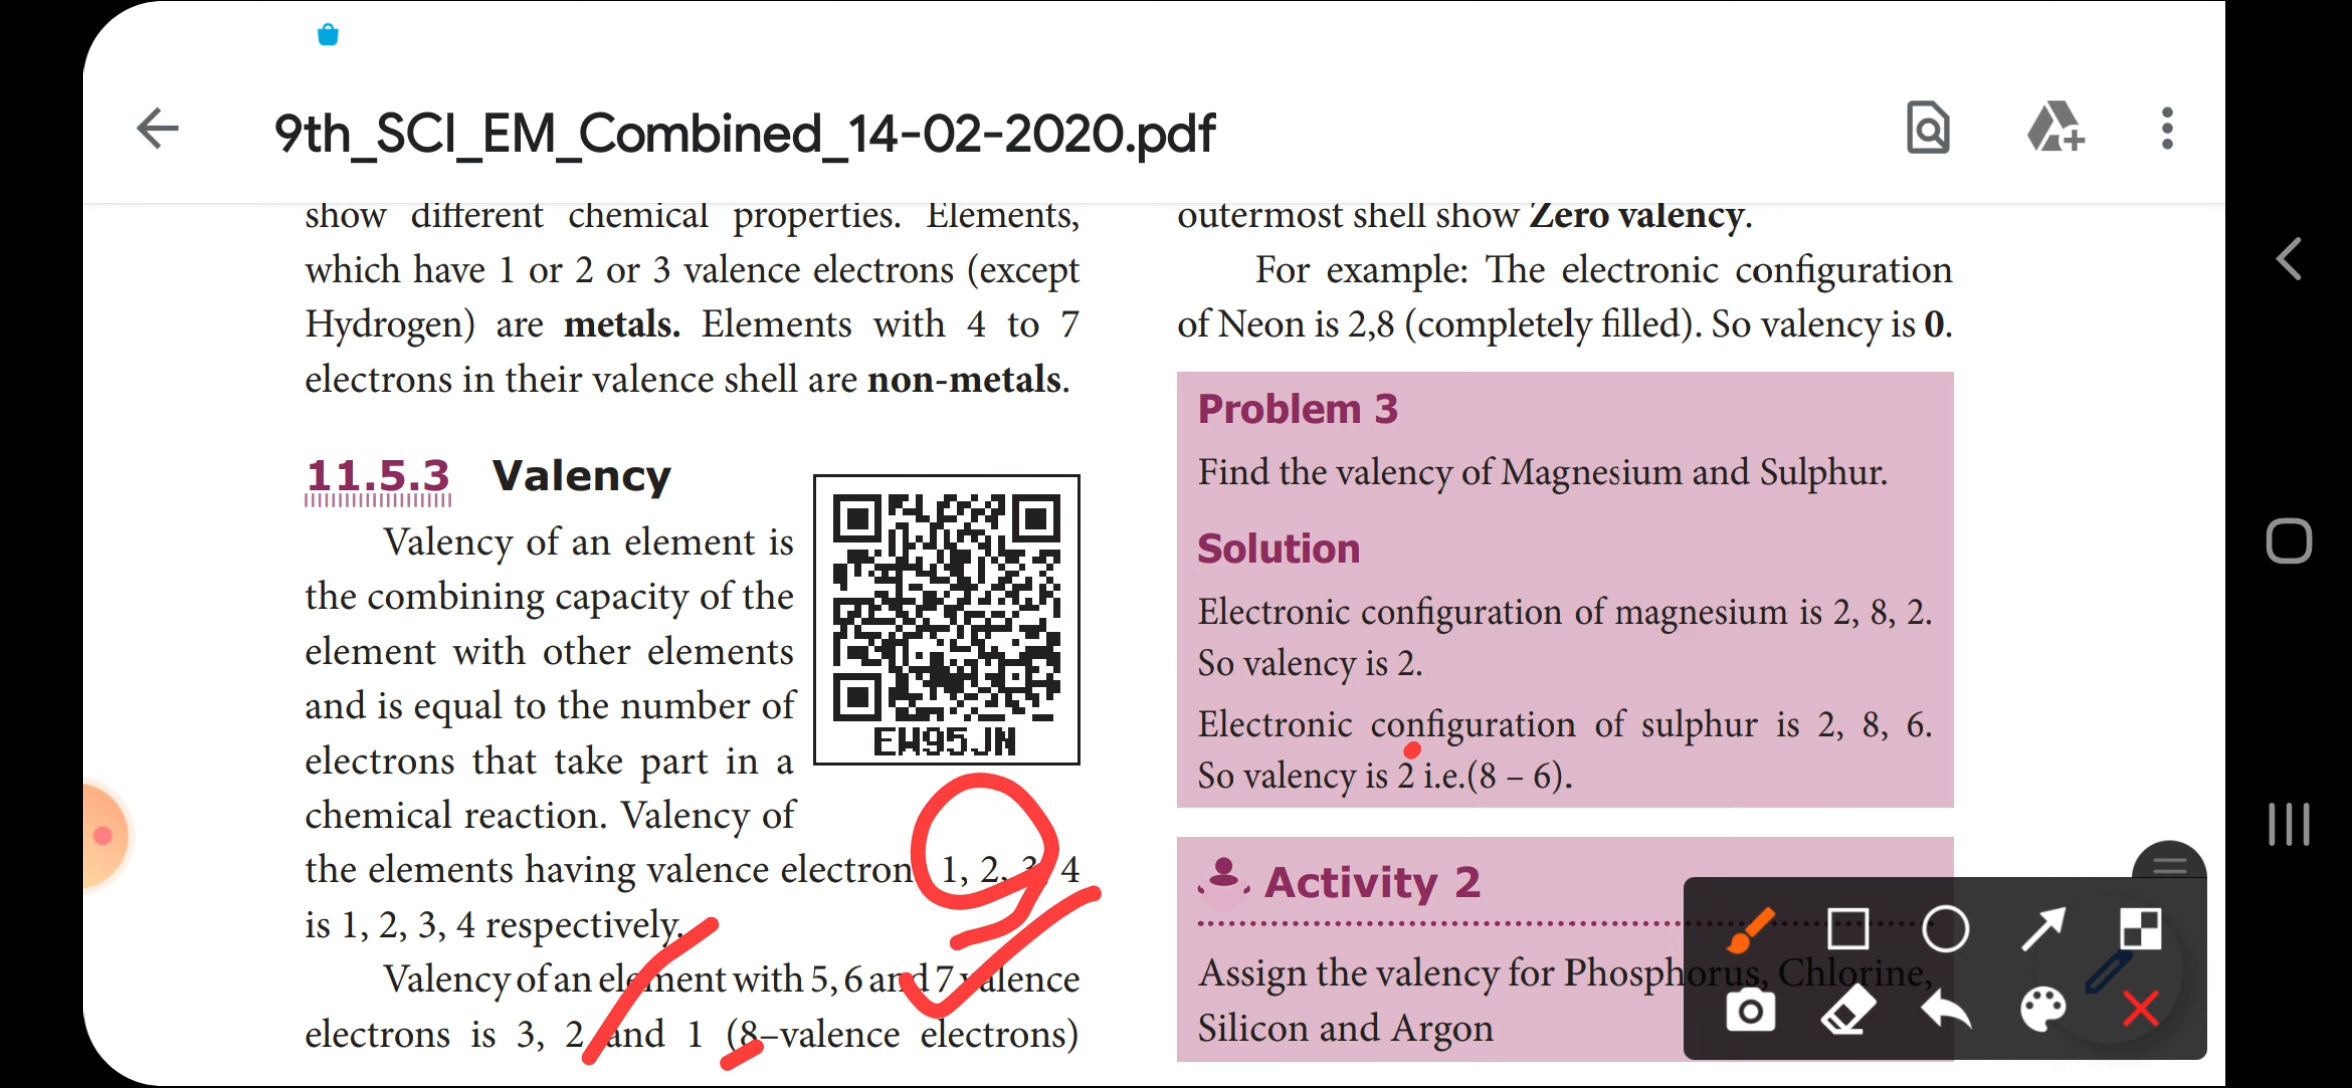 9th_SCI_EM_Combined_14-02-2020.pdf
show different chemical properties. Elements,
which have 1 or 2 or 3 valence electrons (except
Hydrogen) are metals. Elements with 4 to 7
electrons in their valence shell are non-metals.
11.5.3 Valency
Valency of an element is
the combining capacity of the
element with other elements
and is equal to the number of
electrons that take part in a
chemical reaction. Valency of
the elements having valence electron 1, 2, 3, 4
is 1, 2, 3, 4 respectively.
Valency of an element with 5, 6 and 7 valence
electrons is 3, 2 and 1 (8–valence electrons)
EW95JN
9
outermost shell show Zero valency.
For example: The electronic configuration
of Neon is 2,8 (completely filled). So valency is 0.
Problem 3
Find the valency of Magnesium and Sulphur.
Solution
Electronic configuration of magnesium is 2, 8, 2.
So valency is 2.
Electronic configuration of sulphur is 2, 8, 6.
So valency is 2 i.e.(8 – 6).
Activity 2
Assign the valency for Phosphorus, Chlorine,
Silicon and Argon